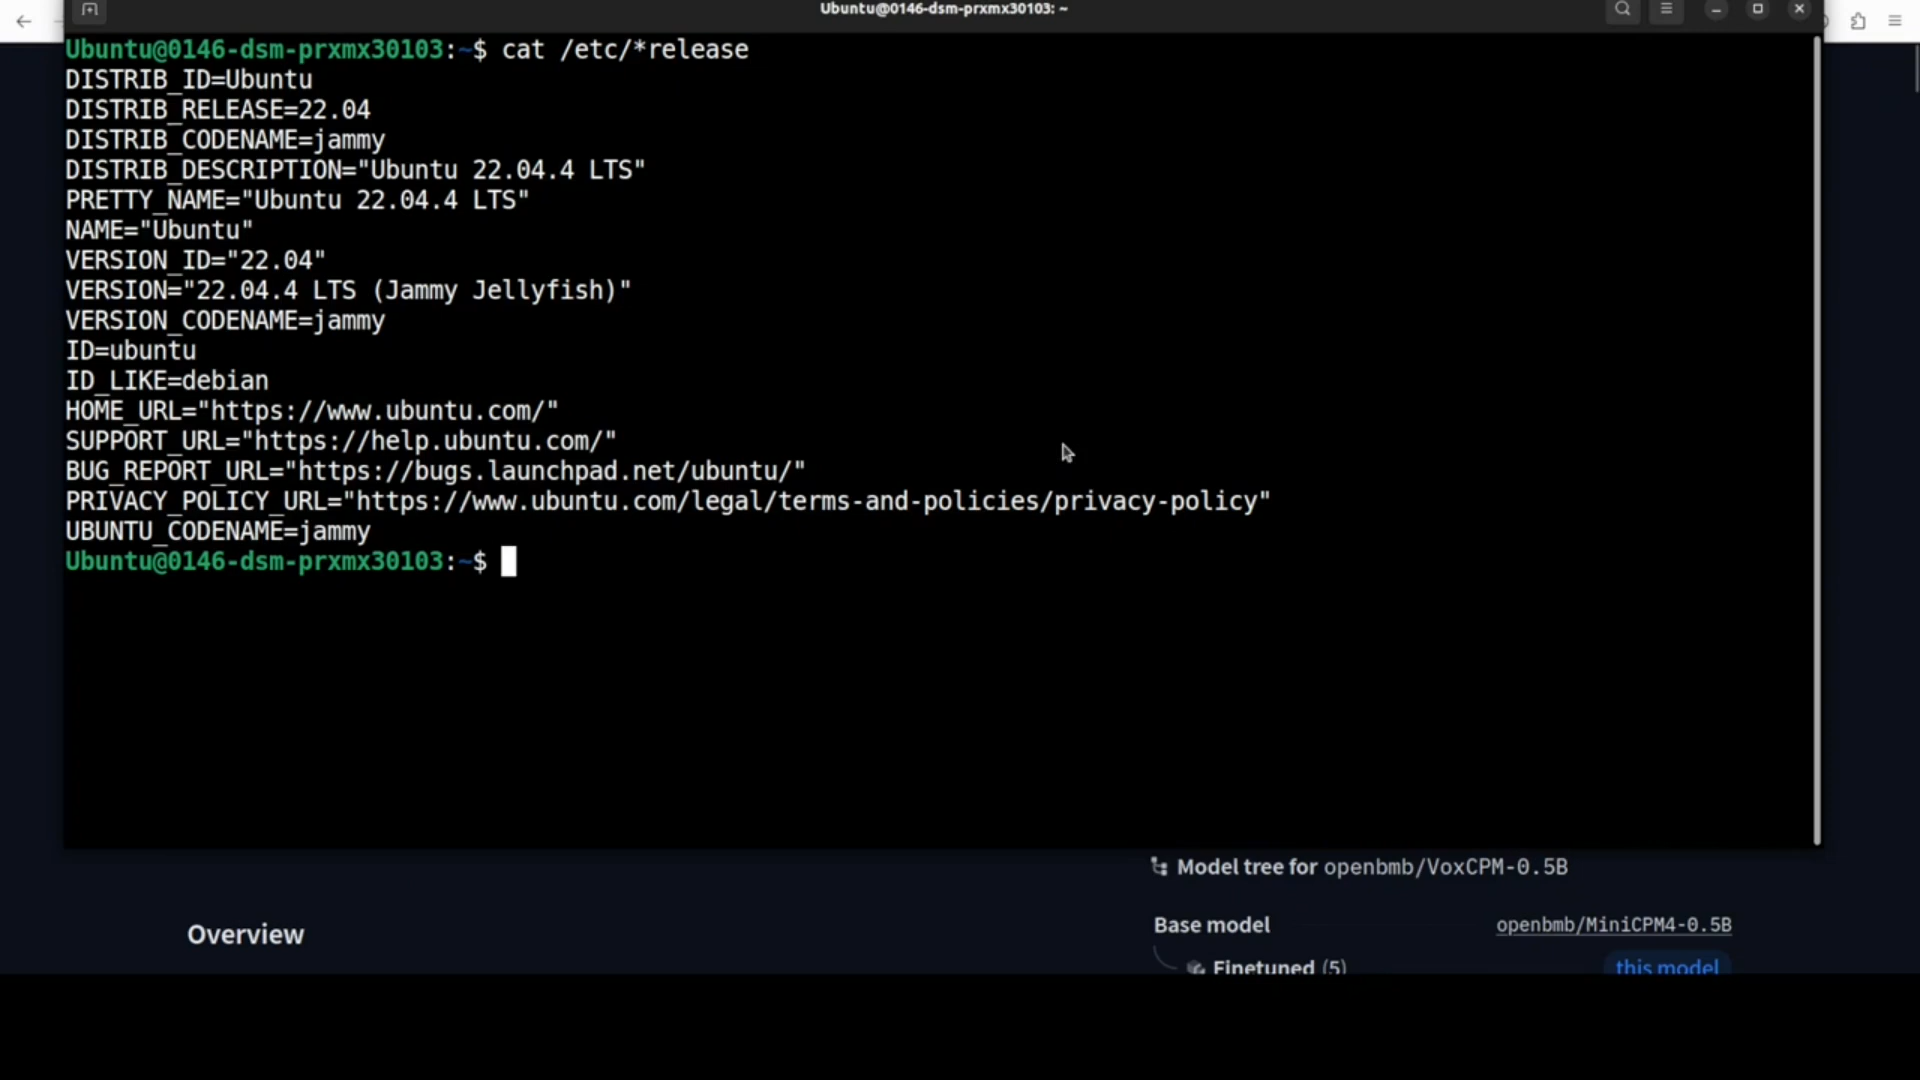 Ubuntu@0146-dsm-prxmx30103: ~
Ubuntu@0146-dsm-prxmx30103:~$ cat /etc/*release
DISTRIB_ID=Ubuntu
DISTRIB_RELEASE=22.04
DISTRIB_CODENAME=jammy
DISTRIB_DESCRIPTION="Ubuntu 22.04.4 LTS"
PRETTY_NAME="Ubuntu 22.04.4 LTS"
NAME="Ubuntu"
VERSION_ID="22.04"
VERSION="22.04.4 LTS (Jammy Jellyfish)"
VERSION_CODENAME=jammy
ID=ubuntu
ID_LIKE=debian
HOME_URL="https://www.ubuntu.com/"
SUPPORT_URL="https://help.ubuntu.com/"
BUG_REPORT_URL="https://bugs.launchpad.net/ubuntu/"
PRIVACY_POLICY_URL="https://www.ubuntu.com/legal/terms-and-policies/privacy-policy"
UBUNTU_CODENAME=jammy
Ubuntu@0146-dsm-prxmx30103:~$
Model tree for openbmb/VoxCPM-0.5B
Overview
Base model openbmb/MiniCPM4-0.5B
Finetuned (5) this model